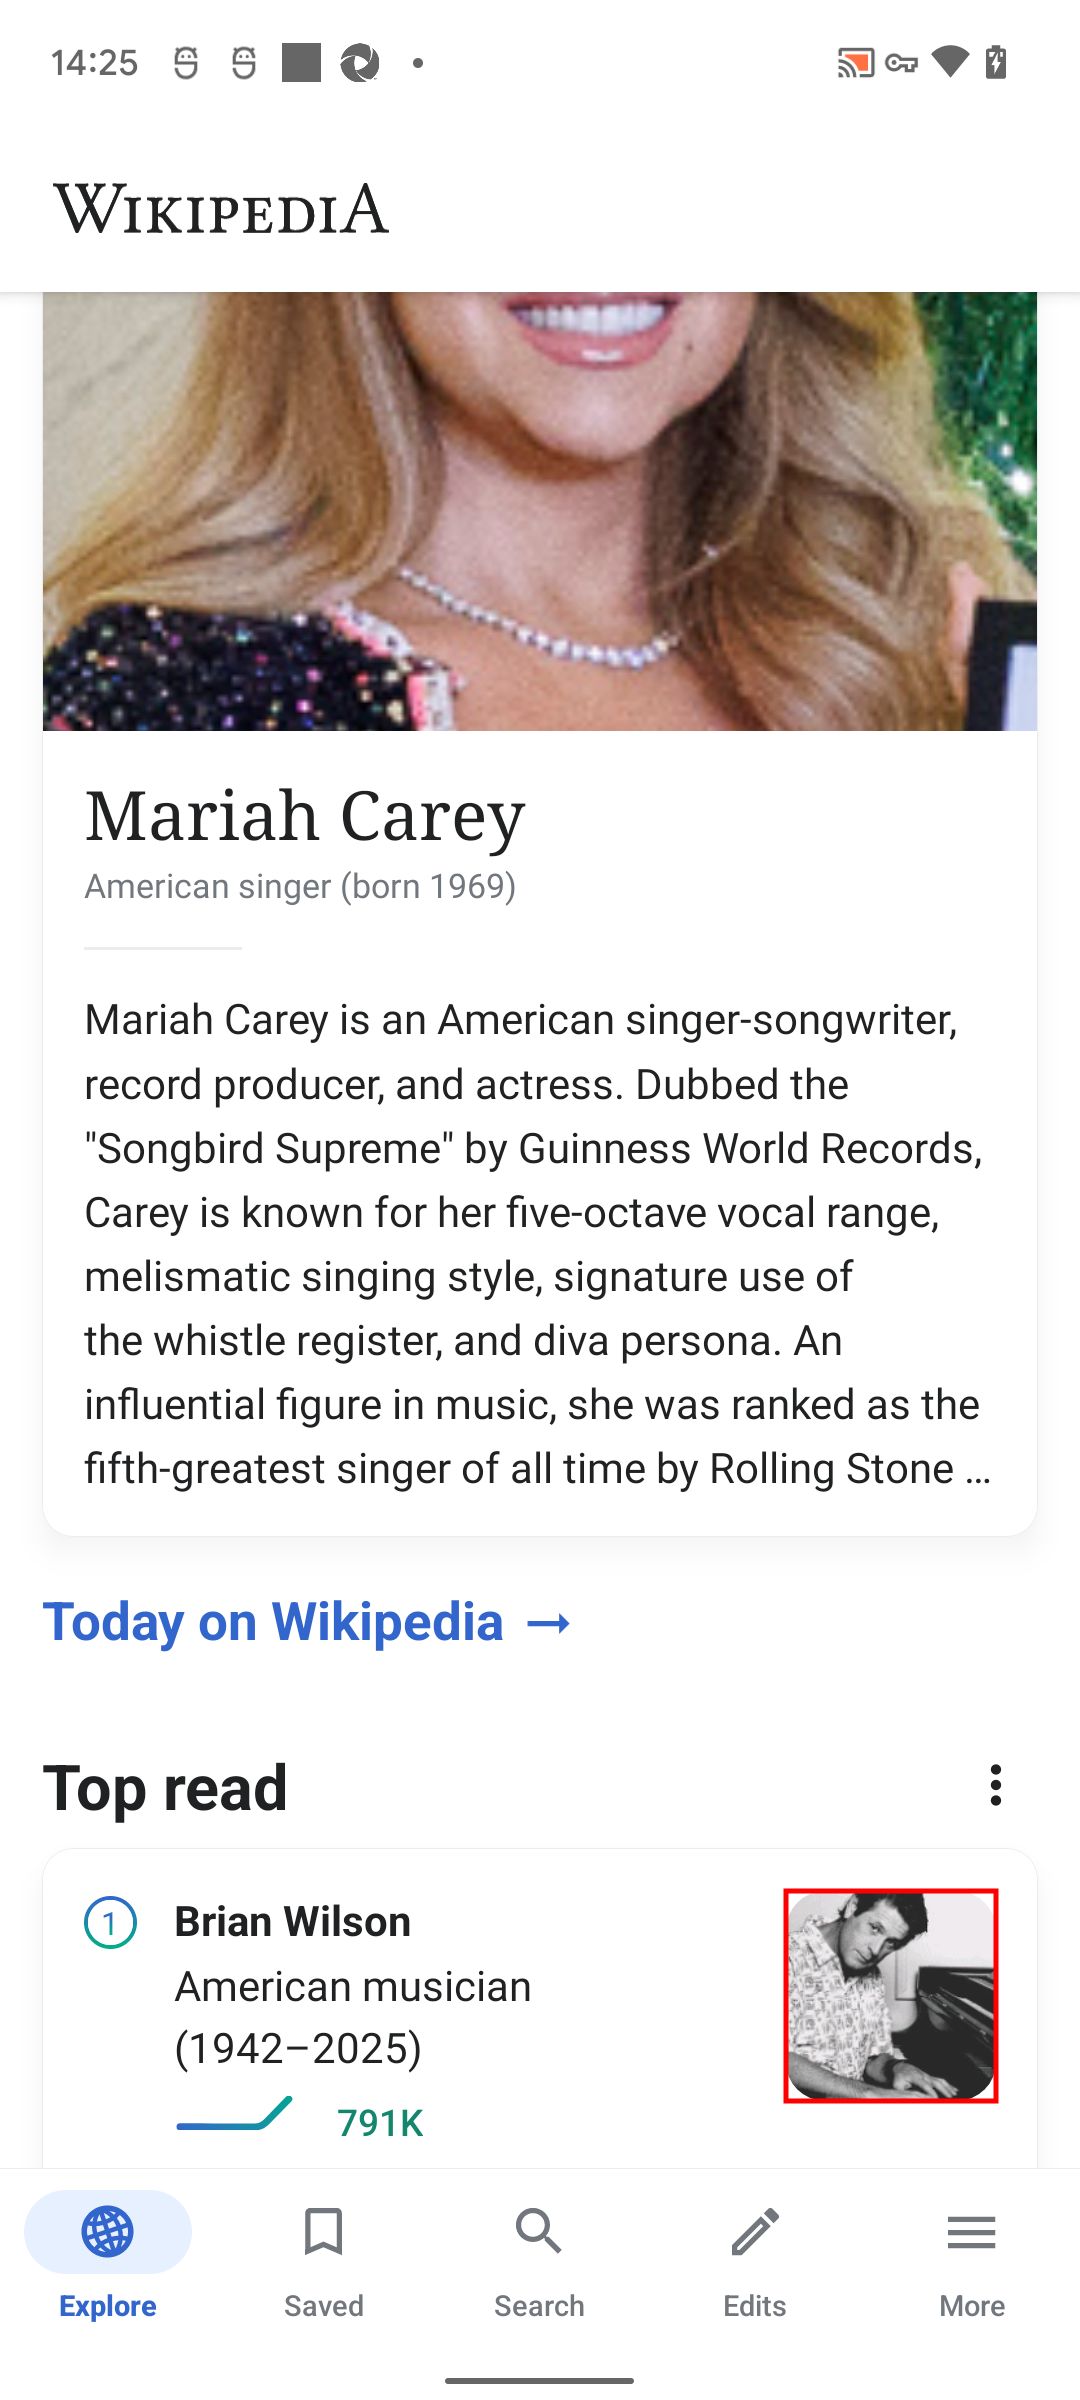 14:25
WIKIPEDIA
Mariah Carey
American singer (born 1969)
Mariah Carey is an American singer-songwriter,
record producer, and actress. Dubbed the
"Songbird Supreme" by Guinness World Records,
Carey is known for her five-octave vocal range,
melismatic singing style, signature use of
the whistle register, and diva persona. An
influential figure in music, she was ranked as the
fifth-greatest singer of all time by Rolling Stone ...
Today on Wikipedia →
Top read
1 Brian Wilson
American musician
(1942–2025)
791K
Explore Saved Search Edits More